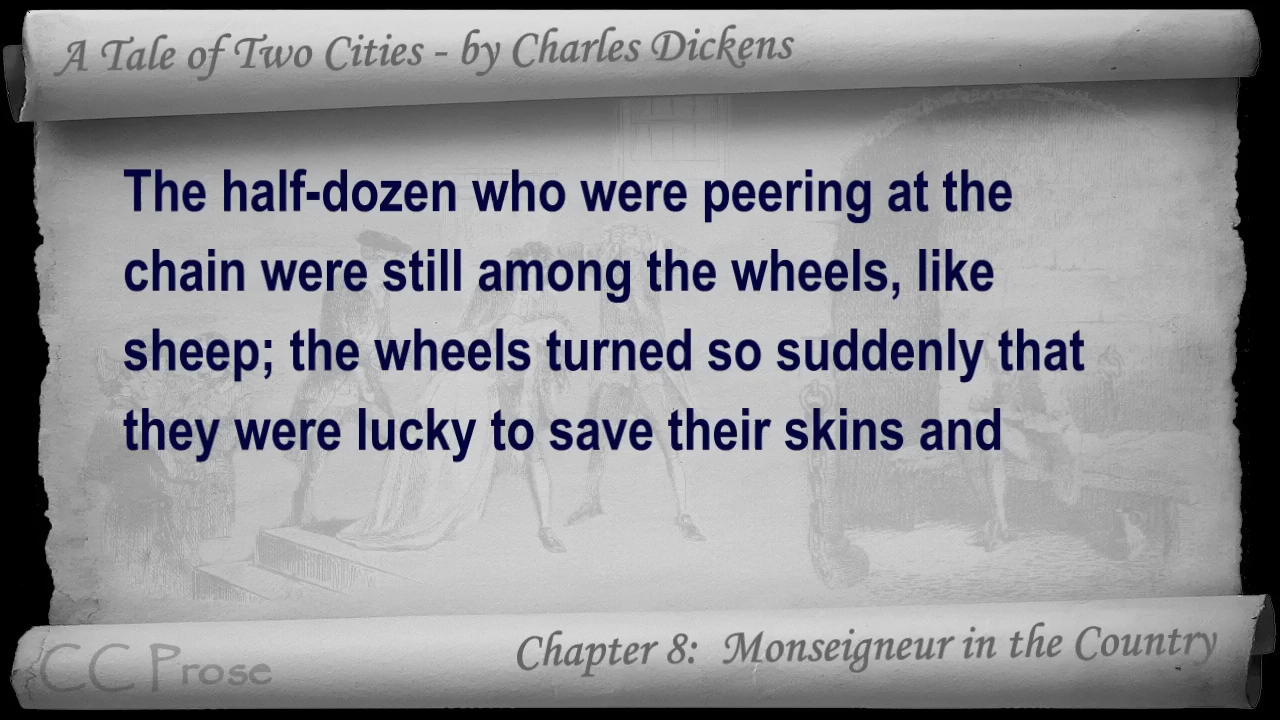 A Tale of Two Cities - by Charles Dickens
The half-dozen who were peering at the
chain were still among the wheels, like
sheep; the wheels turned so suddenly that
they were lucky to save their skins and
Chapter 8: Monseigneur in the Country
CC Prose